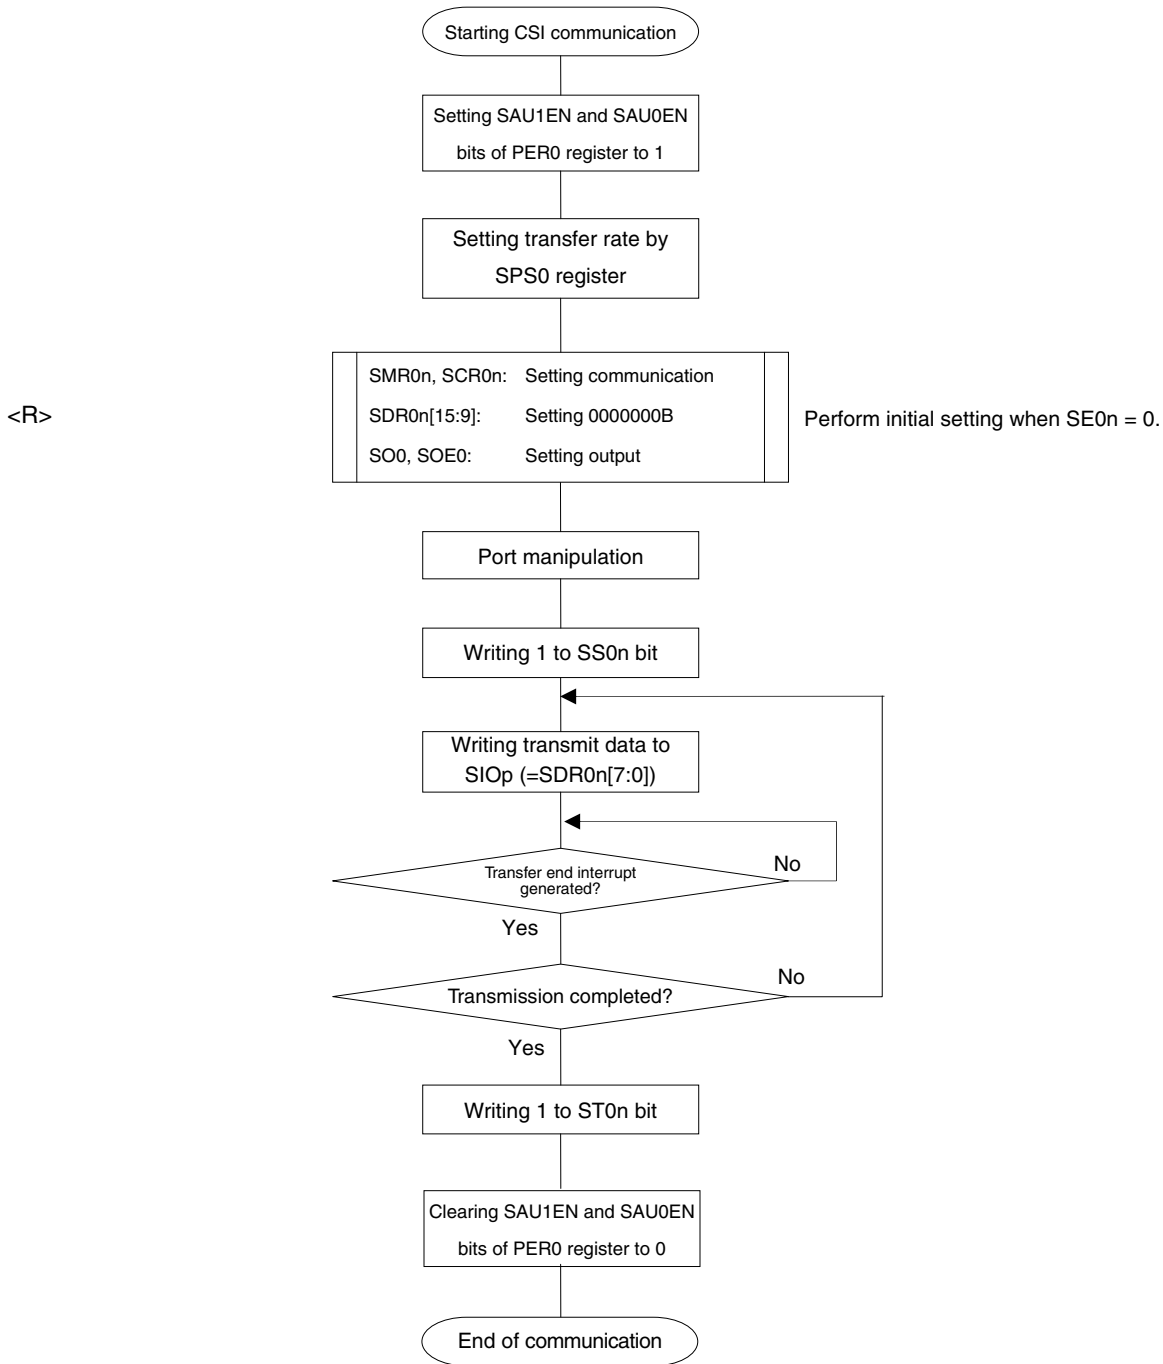 Starting CSI communication
Setting SAU1EN and SAU0EN
bits of PER0 register to 1
Setting transfer rate by
SPS0 register
<R>
SMR0n, SCR0n: Setting communication
SDR0n[15:9]: Setting 0000000B
SO0, SOE0: Setting output
Perform initial setting when SE0n = 0.
Port manipulation
Writing 1 to SS0n bit
Writing transmit data to
SIOp (=SDR0n[7:0])
Transfer end interrupt
generated?
No
Yes
Transmission completed?
No
Yes
Writing 1 to ST0n bit
Clearing SAU1EN and SAU0EN
bits of PER0 register to 0
End of communication